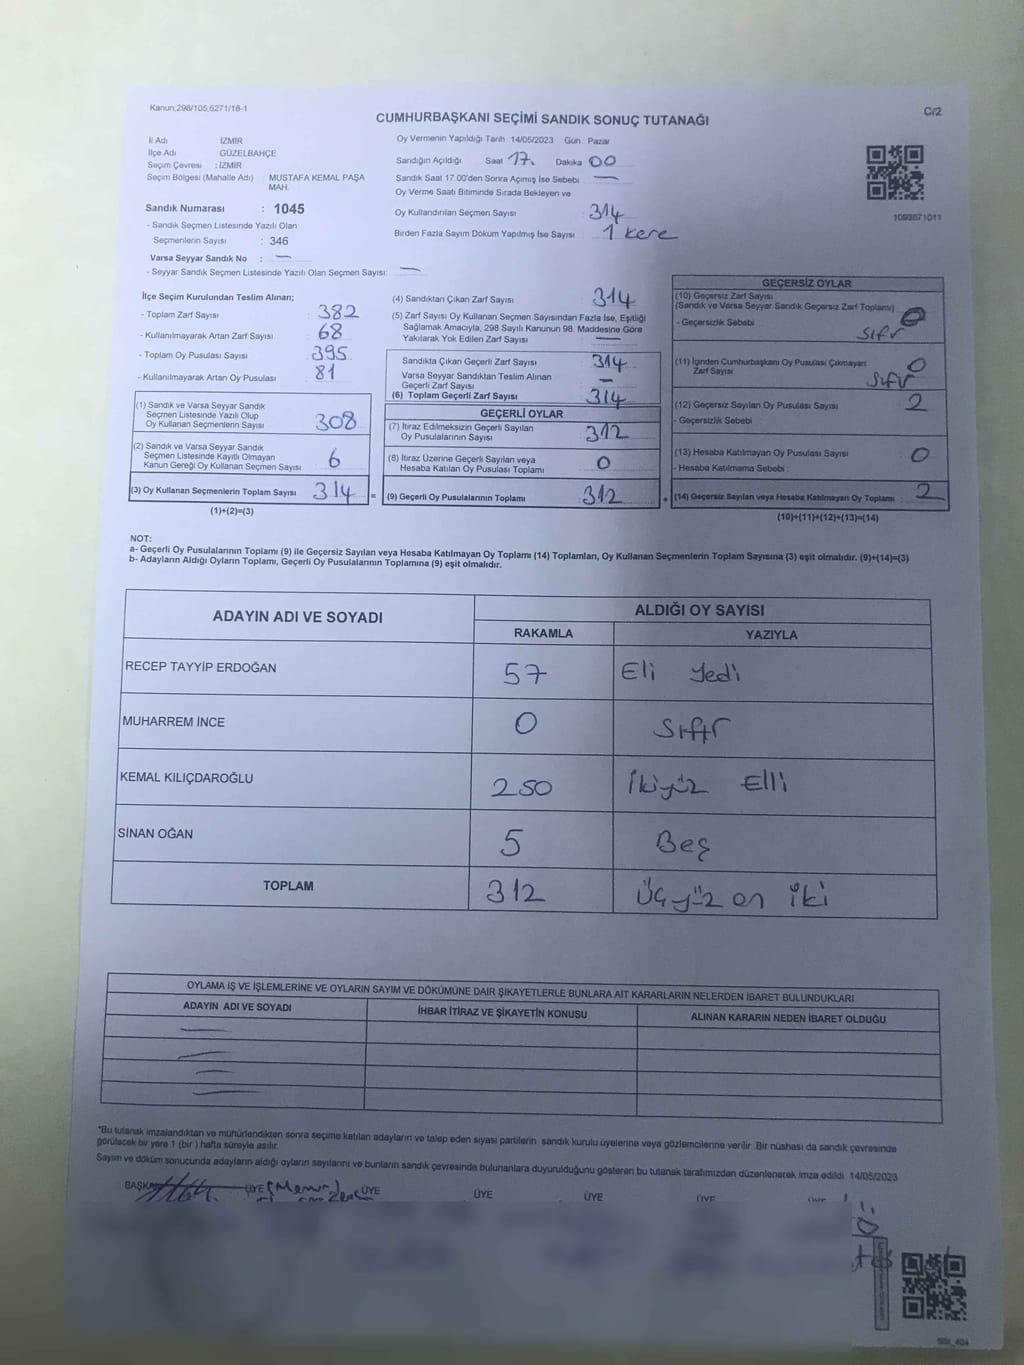 Kanun;298/105,6271/18-1
C/2
CUMHURBAŞKANI SEÇİMİ SANDIK SONUÇ TUTANAĞI
İl Adı İZMİR
İlçe Adı GÜZELBAHÇE
Seçim Çevresi : İZMİR
Seçim Bölgesi (Mahalle Adı) : MUSTAFA KEMAL PAŞA MAH.
Sandık Numarası : 1045
- Sandık Seçmen Listesinde Yazılı Olan
Seçmenlerin Sayısı : 346
Varsa Seyyar Sandık No : —
- Seyyar Sandık Seçmen Listesinde Yazılı Olan Seçmen Sayısı: —
Oy Vermenin Yapıldığı Tarih 14/05/2023 Gün : Pazar
Sandığın Açıldığı Saat 17. Dakika 00
Sandık Saat 17.00'den Sonra Açımış İse Sebebi : —
Oy Verme Saati Bitiminde Sırada Bekleyen ve
Oy Kullandırılan Seçmen Sayısı : 314
Birden Fazla Sayım Döküm Yapılmış İse Sayısı 1 kere
1093571011
İlçe Seçim Kurulundan Teslim Alınan;
- Toplam Zarf Sayısı : 382
- Kullanılmayarak Artan Zarf Sayısı : 68
- Toplam Oy Pusulası Sayısı : 395
- Kullanılmayarak Artan Oy Pusulası : 81
(1) Sandık ve Varsa Seyyar Sandık
Seçmen Listesinde Yazılı Olup
Oy Kullanan Seçmenlerin Sayısı 308
(2) Sandık ve Varsa Seyyar Sandık
Seçmen Listesinde Kayıtlı Olmayan
Kanun Gereği Oy Kullanan Seçmen Sayısı 6
(3) Oy Kullanan Seçmenlerin Toplam Sayısı 314 =
(1)+(2)=(3)
(4) Sandıktan Çıkan Zarf Sayısı 314
(5) Zarf Sayısı Oy Kullanan Seçmen Sayısından Fazla İse, Eşitliği
Sağlamak Amacıyla, 298 Sayılı Kanunun 98. Maddesine Göre
Yakılarak Yok Edilen Zarf Sayısı —
Sandıkta Çıkan Geçerli Zarf Sayısı 314
Varsa Seyyar Sandıktan Teslim Alınan
Geçerli Zarf Sayısı —
(6) Toplam Geçerli Zarf Sayısı 314
GEÇERLİ OYLAR
(7) İtiraz Edilmeksizin Geçerli Sayılan
Oy Pusulalarının Sayısı 312
(8) İtiraz Üzerine Geçerli Sayılan veya
Hesaba Katılan Oy Pusulası Toplamı 0
(9) Geçerli Oy Pusulalarının Toplamı 312
GEÇERSİZ OYLAR
(10) Geçersiz Zarf Sayısı
(Sandık ve Varsa Seyyar Sandık Geçersiz Zarf Toplamı) 0
- Geçersizlik Sebebi Sıfır
(11) İçinden Cumhurbaşkanı Oy Pusulası Çıkmayan 0
Zarf Sayısı Sıfır
(12) Geçersiz Sayılan Oy Pusulası Sayısı 2
- Geçersizlik Sebebi
(13) Hesaba Katılmayan Oy Pusulası Sayısı 0
- Hesaba Katılmama Sebebi :
(14) Geçersiz Sayılan veya Hesaba Katılmayan Oy Toplamı : 2
(10)+(11)+(12)+(13)=(14)
NOT:
a- Geçerli Oy Pusulalarının Toplamı (9) ile Geçersiz Sayılan veya Hesaba Katılmayan Oy Toplamı (14) Toplamları, Oy Kullanan Seçmenlerin Toplam Sayısına (3) eşit olmalıdır. (9)+(14)=(3)
b- Adayların Aldığı Oyların Toplamı, Geçerli Oy Pusulalarının Toplamına (9) eşit olmalıdır.
ADAYIN ADI VE SOYADI
ALDIĞI OY SAYISI
RAKAMLA YAZIYLA
RECEP TAYYİP ERDOĞAN 57 Eli Yedi
MUHARREM İNCE 0 Sıfır
KEMAL KILIÇDAROĞLU 250 İkiyüz Elli
SİNAN OĞAN 5 Beş
TOPLAM 312 Üçyüz on iki
OYLAMA İŞ VE İŞLEMLERİNE VE OYLARIN SAYIM VE DÖKÜMÜNE DAİR ŞİKAYETLERLE BUNLARA AİT KARARLARIN NELERDEN İBARET BULUNDUKLARI
ADAYIN ADI VE SOYADI İHBAR İTİRAZ VE ŞİKAYETİN KONUSU ALINAN KARARIN NEDEN İBARET OLDUĞU
"Bu tutanak imzalandıktan ve mühürlendikten sonra seçime katılan adayların ve talep eden siyasi partilerin sandık kurulu üyelerine veya gözlemcilerine verilir. Bir nüshası da sandık çevresinde
görülecek bir yere 1 (bir ) hafta süreyle asılır.
Sayım ve döküm sonucunda adayların aldığı oyların sayılarını ve bunların sandık çevresinde bulunanlara duyurulduğunu gösteren bu tutanak tarafımızdan düzenlenecek imza edildi. 14/05/2023
ÜYE (Memur) ÜYE ÜYE ÜYE ÜYE